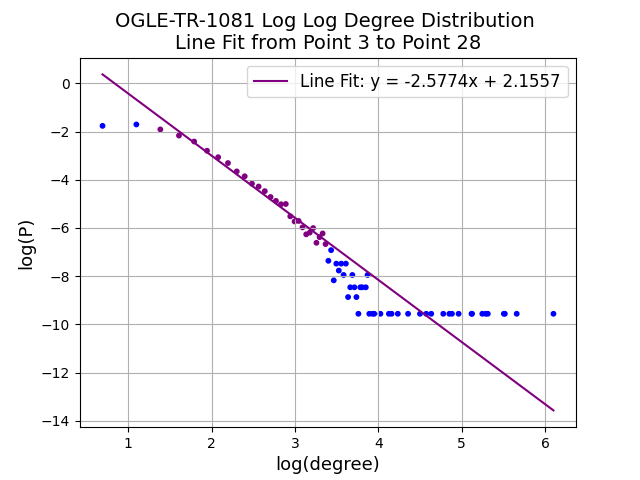 OGLE-TR-1081 Log Log Degree Distribution
Line Fit from Point 3 to Point 28
Line Fit: y = -2.5774x + 2.1557
log(P)
0
−2
−4
−6
−8
−10
−12
−14
1 2 3 4 5 6
log(degree)